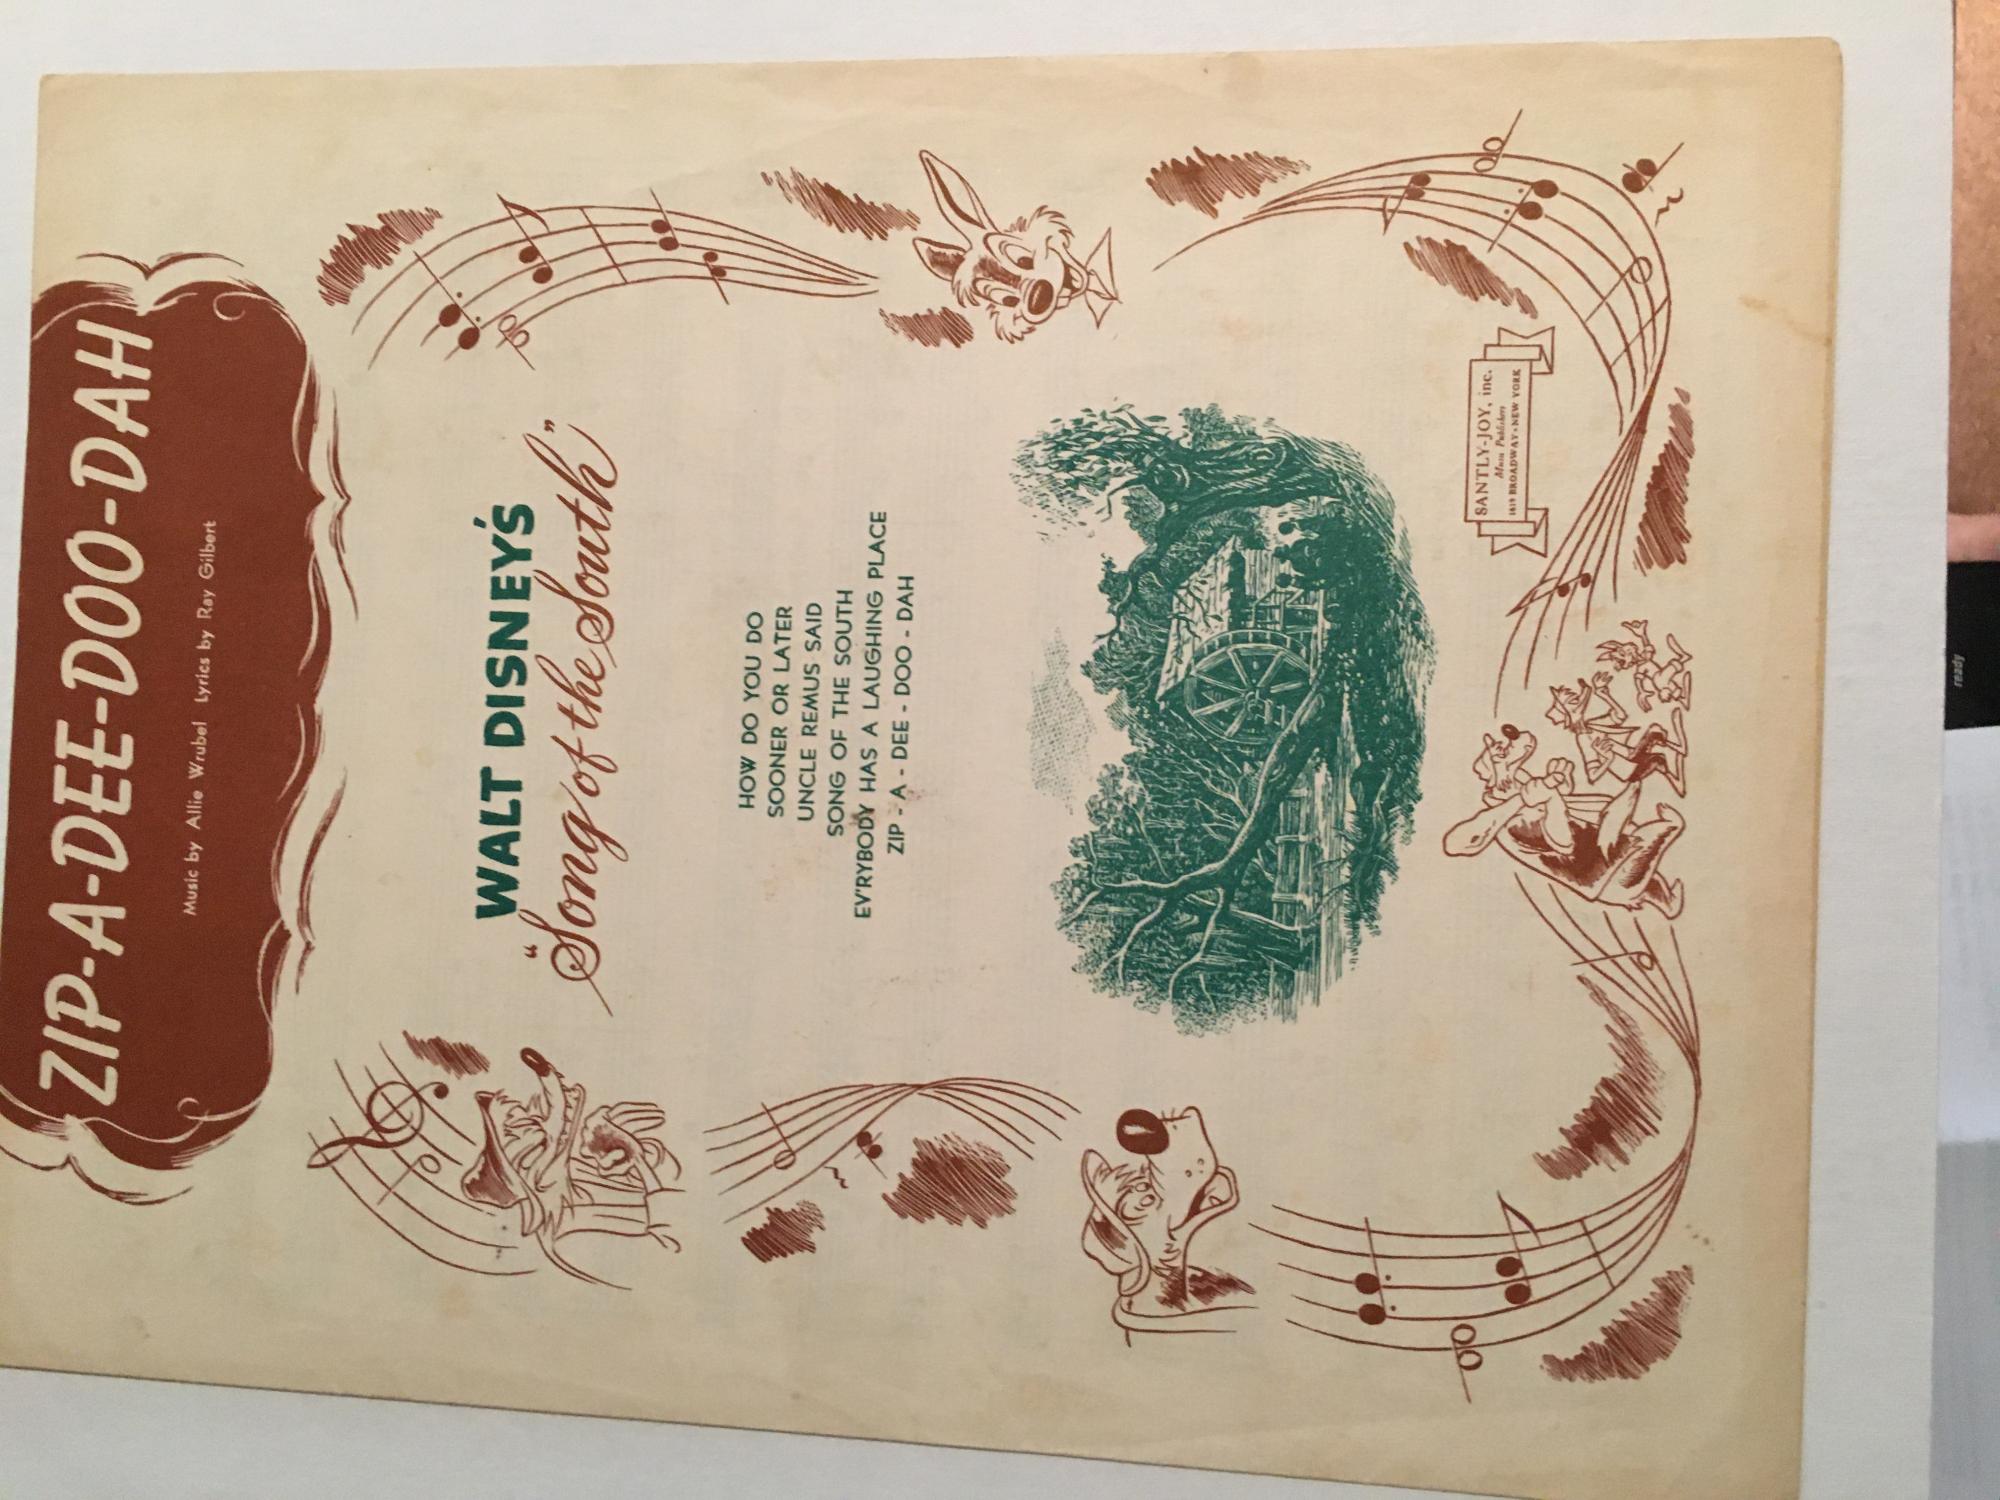 ZIP-A-DEE-DOO-DAH
Music by Allie Wrubel Lyrics by Ray Gilbert
WALT DISNEY'S
"Song of the South"
HOW DO YOU DO
SOONER OR LATER
UNCLE REMUS SAID
SONG OF THE SOUTH
EV'RYBODY HAS A LAUGHING PLACE
ZIP - A - DEE - DOO - DAH
SANTLY-JOY, inc.
Music Publishers
1619 BROADWAY • NEW YORK
ready